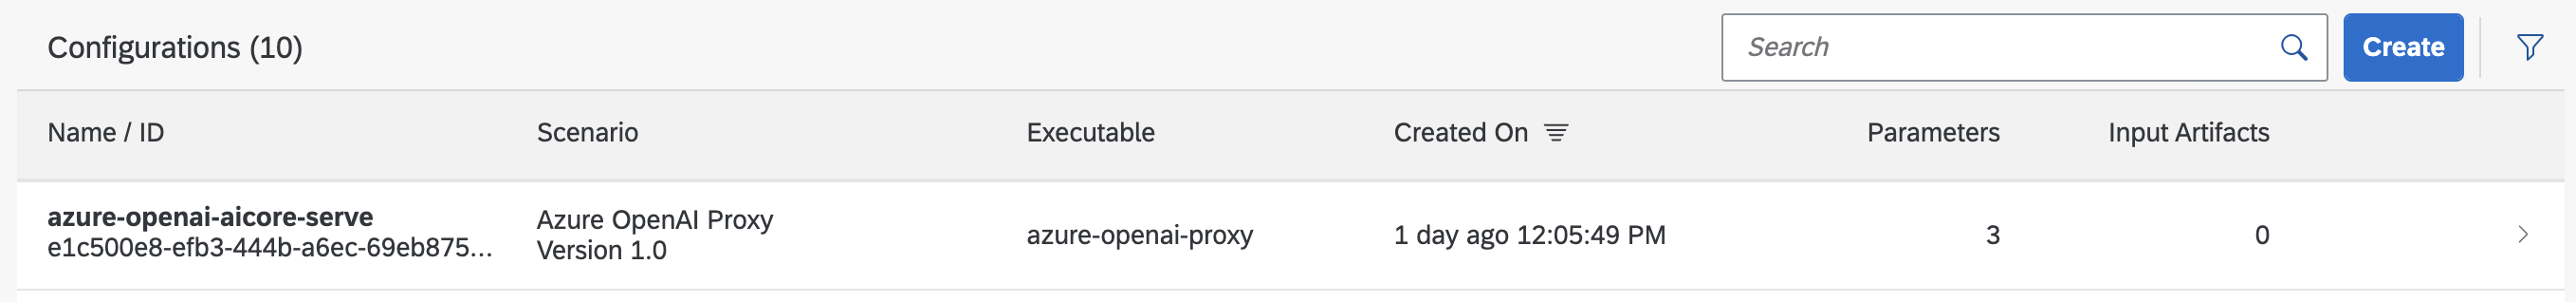 Configurations (10)
Search
Create
Name / ID
Scenario
Executable
Created On
Parameters
Input Artifacts
azure-openai-aicore-serve
e1c500e8-efb3-444b-a6ec-69eb875...
Azure OpenAI Proxy
Version 1.0
azure-openai-proxy
1 day ago 12:05:49 PM
3
0